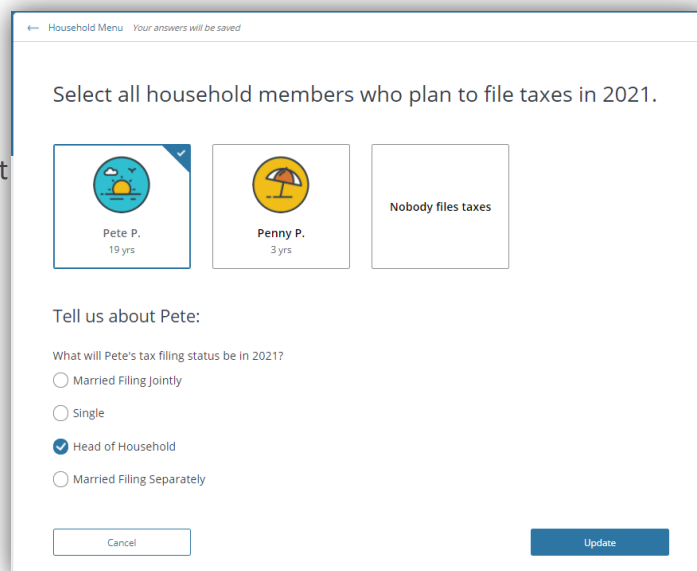 ← Household Menu Your answers will be saved
Select all household members who plan to file taxes in 2021.
t
Pete P.
19 yrs
Penny P.
3 yrs
Nobody files taxes
Tell us about Pete:
What will Pete's tax filing status be in 2021?
Married Filing Jointly
Single
Head of Household
Married Filing Separately
Cancel
Update